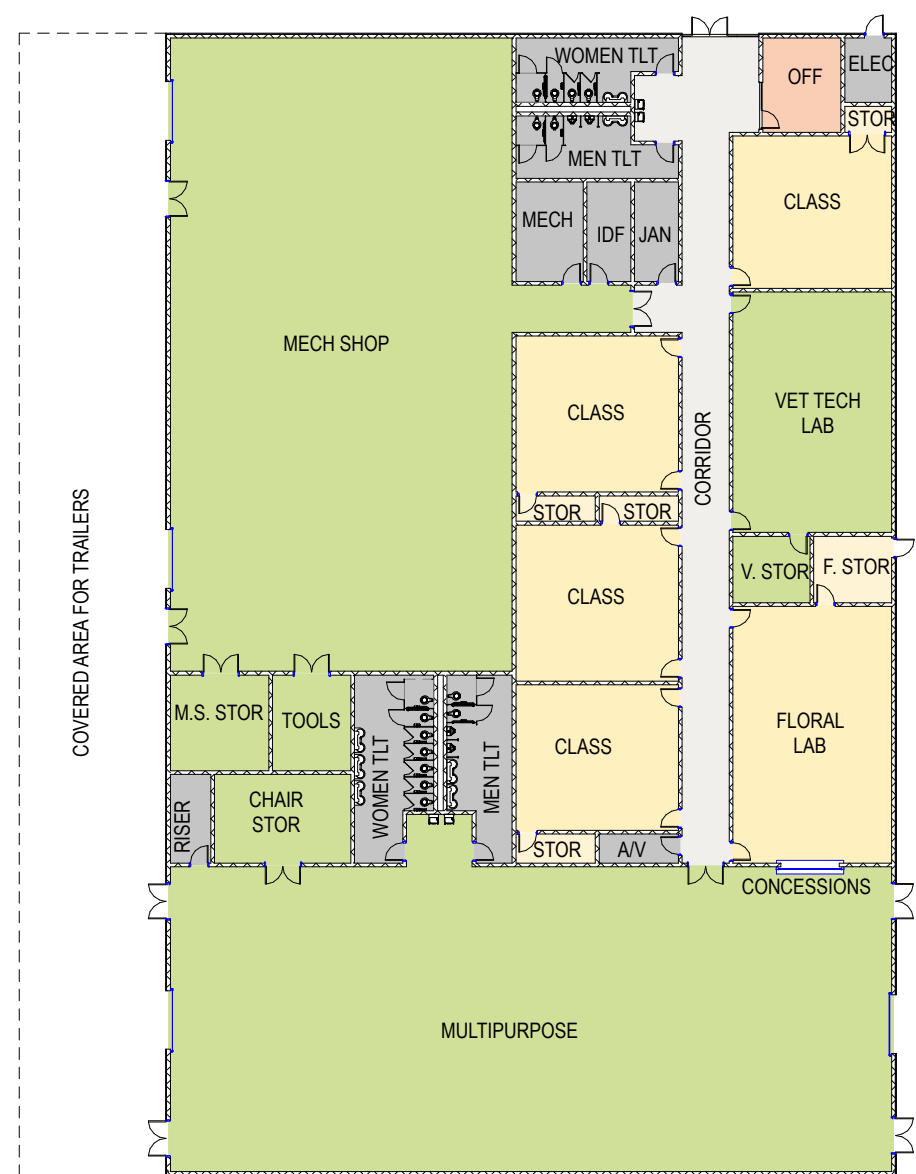 WOMEN TLT
OFF
ELEC
STOR
MEN TLT
CLASS
MECH
IDF
JAN
MECH SHOP
CLASS
VET TECH
LAB
CORRIDOR
STOR
STOR
COVERED AREA FOR TRAILERS
V. STOR
F. STOR
CLASS
M.S. STOR
TOOLS
FLORAL
LAB
CLASS
WOMEN TLT
MEN TLT
CHAIR
STOR
RISER
STOR
A/V
CONCESSIONS
MULTIPURPOSE